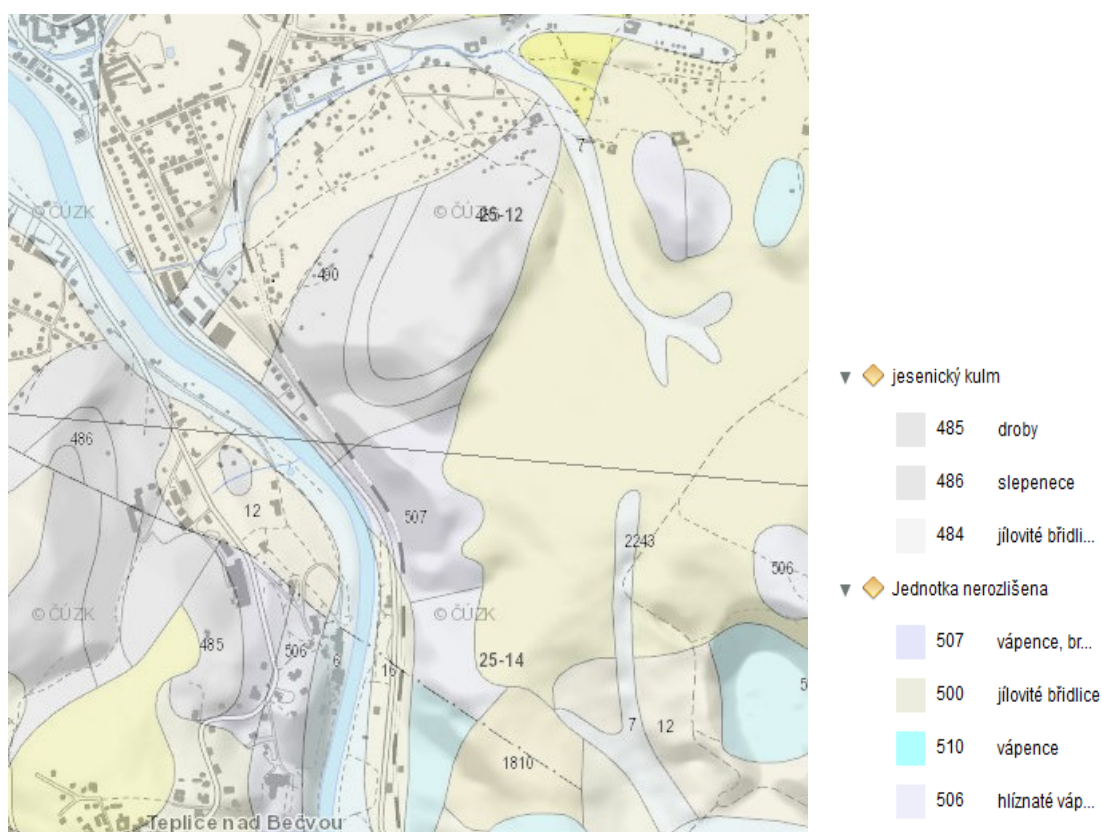 © ČÚZK
© ČÚZK
25-12
7
490
486
12
507
2243
506
© ČÚZK
© ČÚZK
485
506
6
16
25-14
7
12
1810
Teplice nad Bečvou
jesenický kulm
485 droby
486 slepenece
484 jílovité břidli...
Jednotka nerozlišena
507 vápence, br...
500 jílovité břidlice
510 vápence
506 hlíznaté váp...